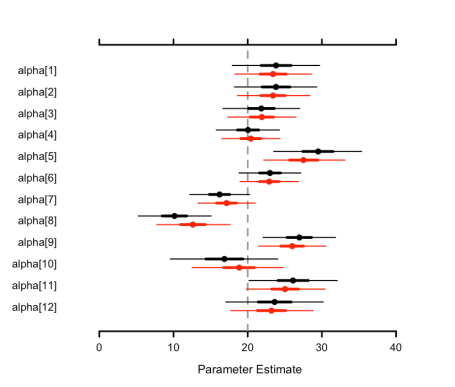 alpha[1]
alpha[2]
alpha[3]
alpha[4]
alpha[5]
alpha[6]
alpha[7]
alpha[8]
alpha[9]
alpha[10]
alpha[11]
alpha[12]
0 10 20 30 40
Parameter Estimate